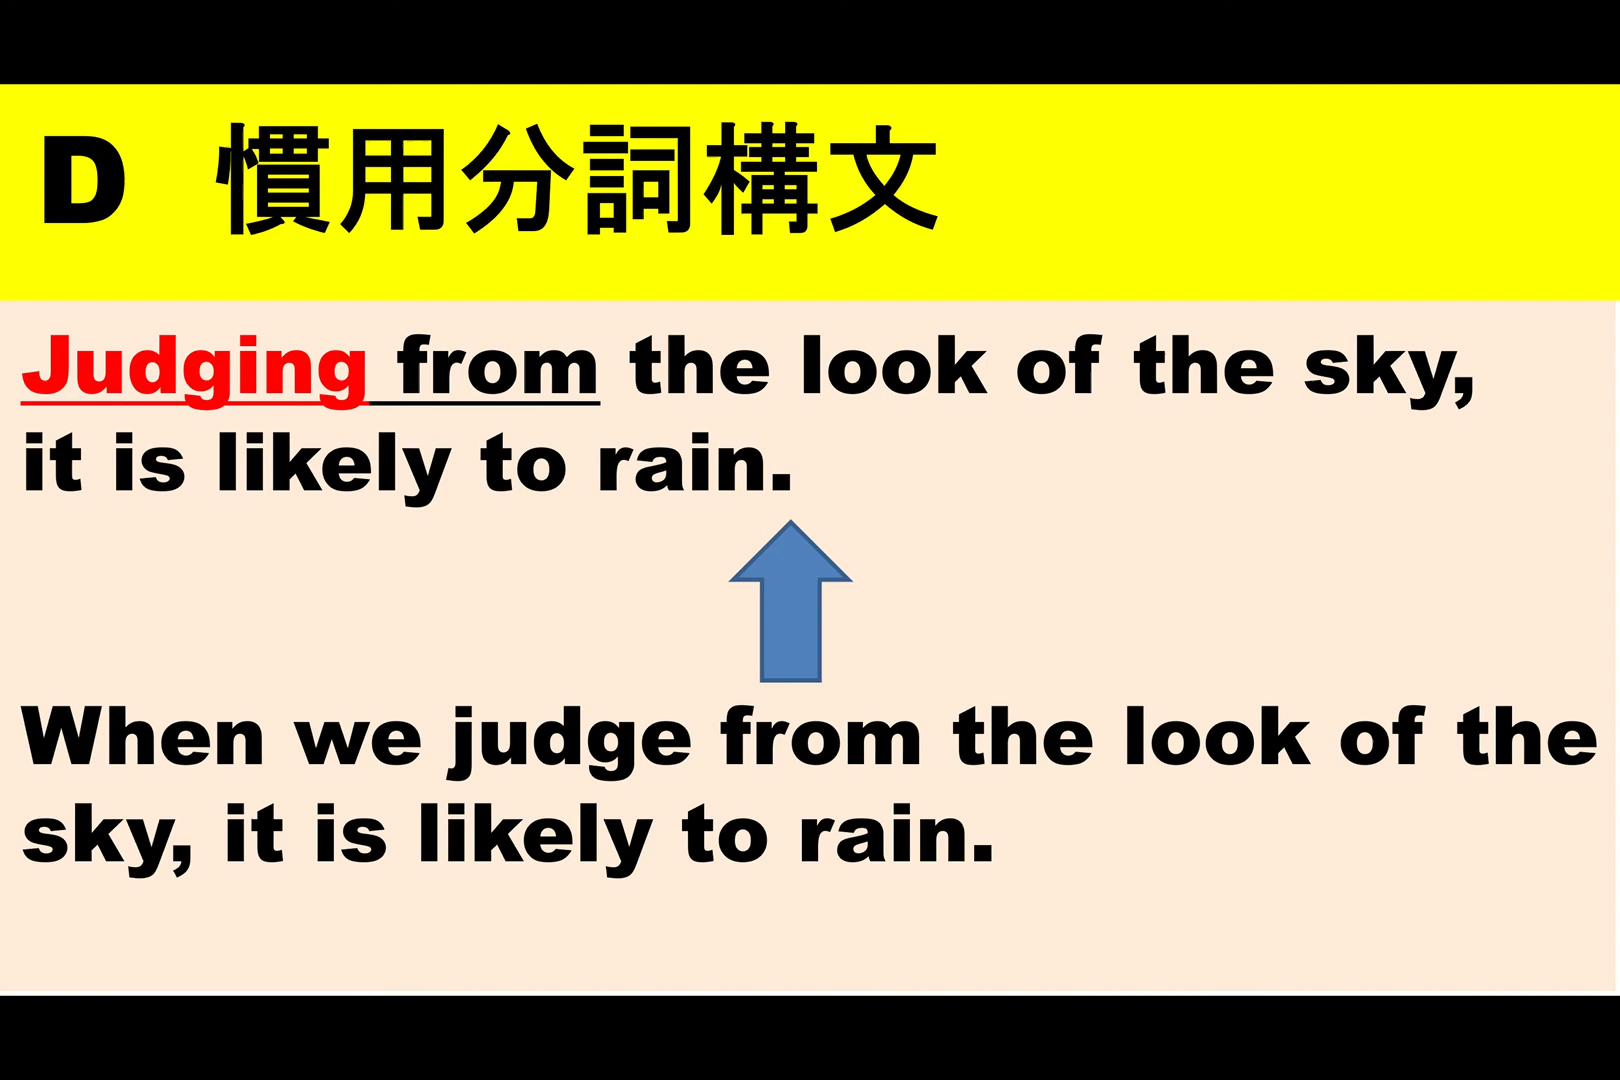 D 慣用分詞構文
Judging from the look of the sky,
it is likely to rain.
When we judge from the look of the
sky, it is likely to rain.